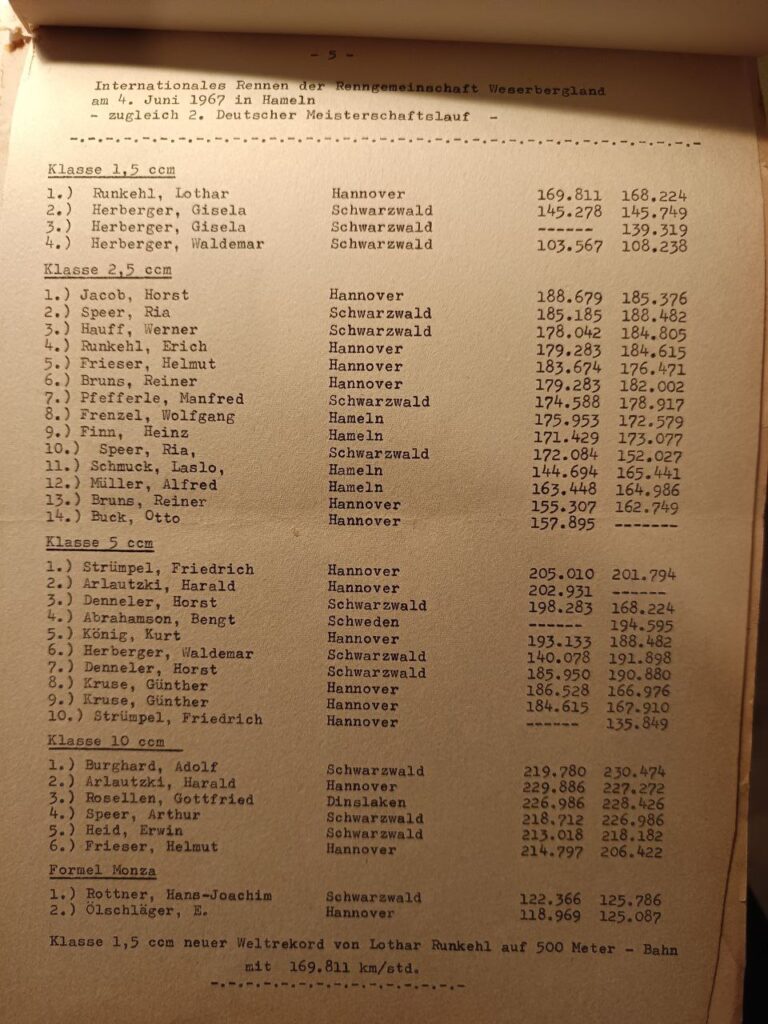 - 5 -
Internationales Rennen der Renngemeinschaft Weserbergland
am 4. Juni 1967 in Hameln
- zugleich 2. Deutscher Meisterschaftslauf -
Klasse 1,5 ccm
1.) Runkehl, Lothar Hannover 169.811 168.224
2.) Herberger, Gisela Schwarzwald 145.278 145.749
3.) Herberger, Gisela Schwarzwald ------ 139.319
4.) Herberger, Waldemar Schwarzwald 103.567 108.238
Klasse 2,5 ccm
1.) Jacob, Horst Hannover 188.679 185.376
2.) Speer, Ria Schwarzwald 185.185 188.482
3.) Hauff, Werner Schwarzwald 178.042 184.805
4.) Runkehl, Erich Hannover 179.283 184.615
5.) Frieser, Helmut Hannover 183.674 176.471
6.) Bruns, Reiner Hannover 179.283 182.002
7.) Pfefferle, Manfred Schwarzwald 174.588 178.917
8.) Frenzel, Wolfgang Hameln 175.953 172.579
9.) Finn, Heinz Hameln 171.429 173.077
10.) Speer, Ria, Schwarzwald 172.084 152.027
11.) Schmuck, Laslo, Hameln 144.694 165.441
12.) Müller, Alfred Hameln 163.448 164.986
13.) Bruns, Reiner Hannover 155.307 162.749
14.) Buck, Otto Hannover 157.895 -------
Klasse 5 ccm
1.) Strümpel, Friedrich Hannover 205.010 201.794
2.) Arlautzki, Harald Hannover 202.931 ------
3.) Denneler, Horst Schwarzwald 198.283 168.224
4.) Abrahamson, Bengt Schweden ------ 194.595
5.) König, Kurt Hannover 193.133 188.482
6.) Herberger, Waldemar Schwarzwald 140.078 191.898
7.) Denneler, Horst Schwarzwald 185.950 190.880
8.) Kruse, Günther Hannover 186.528 166.976
9.) Kruse, Günther Hannover 184.615 167.910
10.) Strümpel, Friedrich Hannover ------ 135.849
Klasse 10 ccm
1.) Burghard, Adolf Schwarzwald 219.780 230.474
2.) Arlautzki, Harald Hannover 229.886 227.272
3.) Rosellen, Gottfried Dinslaken 226.986 228.426
4.) Speer, Arthur Schwarzwald 218.712 226.986
5.) Heid, Erwin Schwarzwald 213.018 218.182
6.) Frieser, Helmut Hannover 214.797 206.422
Formel Monza
1.) Rottner, Hans-Joachim Schwarzwald 122.366 125.786
2.) Ölschläger, E. Hannover 118.969 125.087
Klasse 1,5 ccm neuer Weltrekord von Lothar Runkehl auf 500 Meter - Bahn
mit 169.811 km/std.